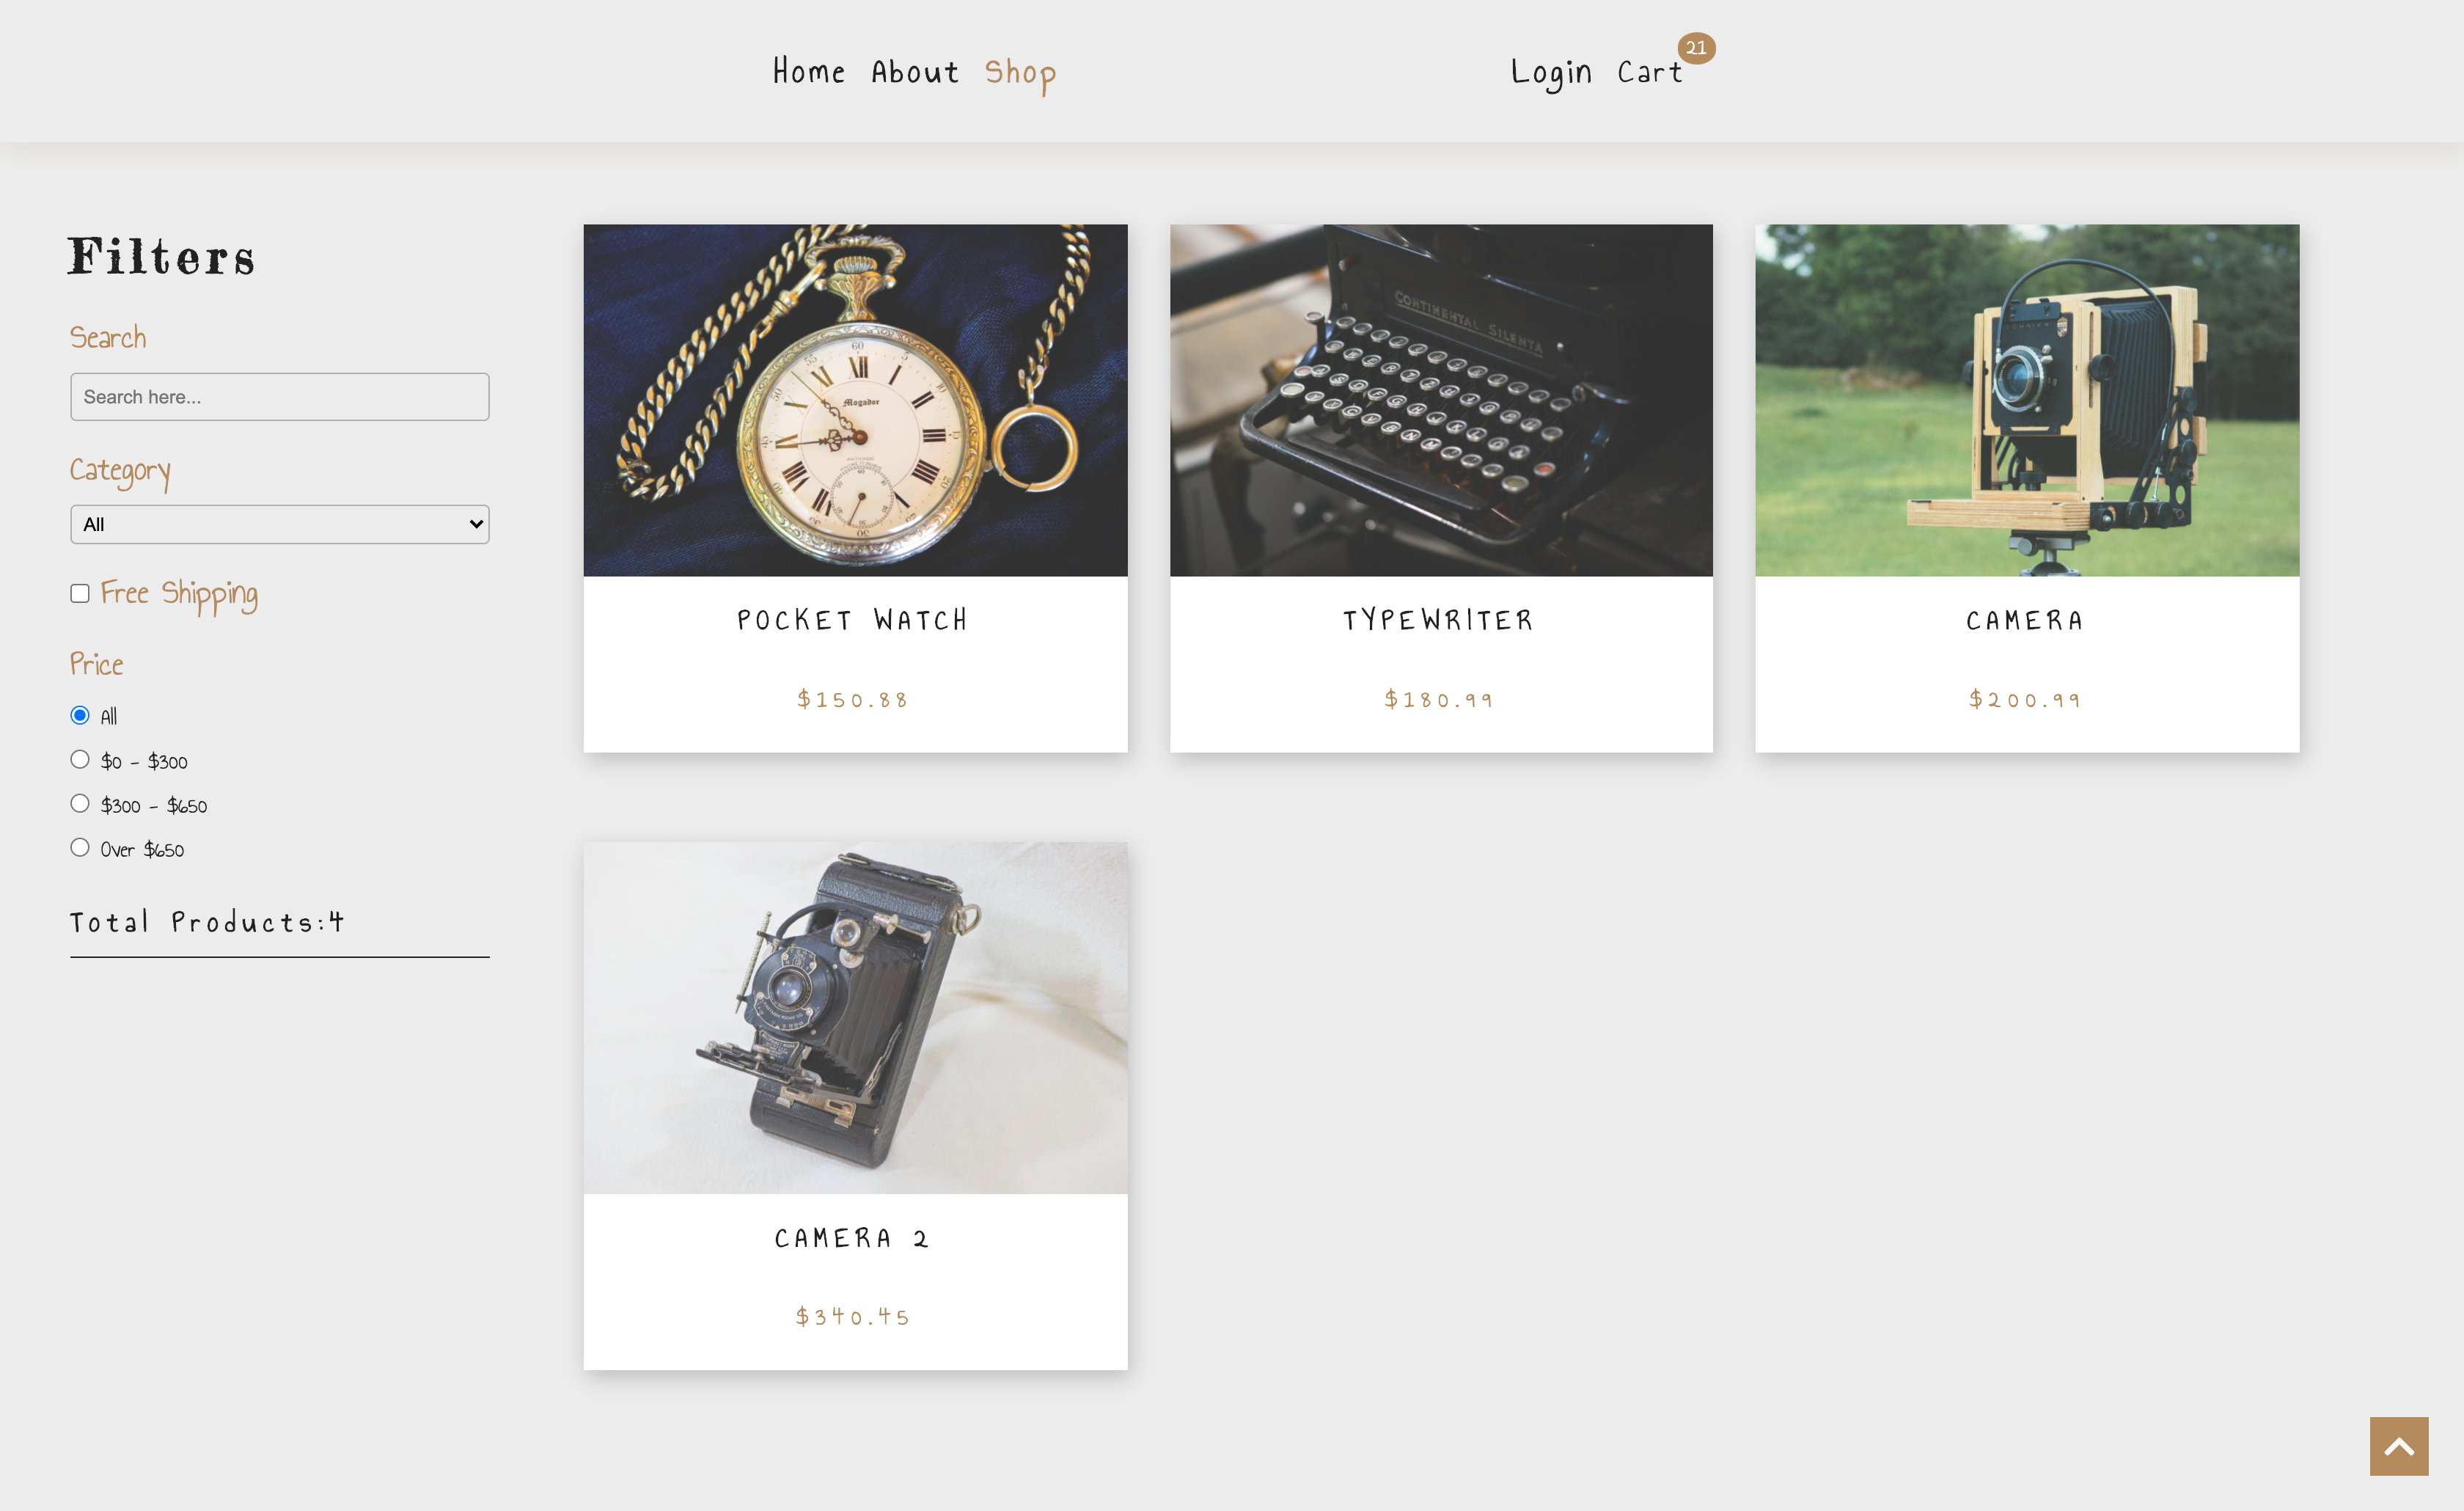 Home About Shop
Login Cart 21
Filters
Search
Search here...
Category
All
Free Shipping
Price
All
$0 - $300
$300 - $650
Over $650
Total Products:4
Mogador
POCKET WATCH
$150.88
CONTINENTAL SILENTA
TYPEWRITER
$180.99
CAMERA
$200.99
CAMERA 2
$340.45